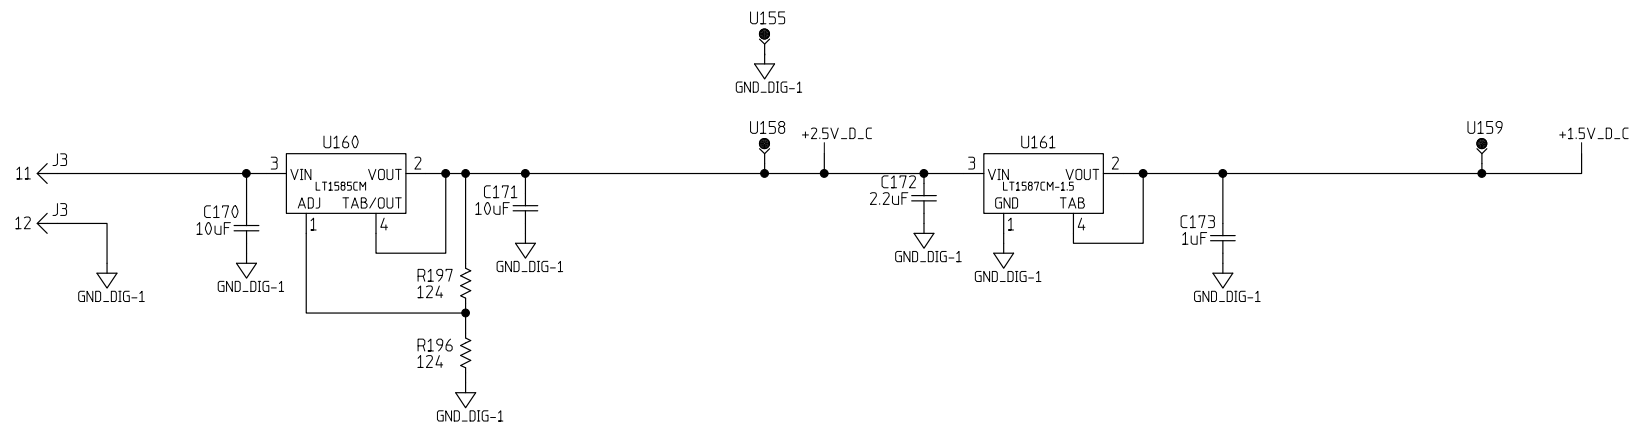 U155
GND_DIG-1
U158
+2.5V_D_C
U159
+1.5V_D_C
11 J3
12 J3
GND_DIG-1
C170
10uF
GND_DIG-1
U160
3 VIN VOUT 2
LT1585CM
ADJ TAB/OUT
1 4
R197
124
R196
124
GND_DIG-1
C171
10uF
GND_DIG-1
C172
2.2uF
GND_DIG-1
U161
3 VIN VOUT 2
LT1587CM-1.5
GND TAB
1 4
GND_DIG-1
C173
1uF
GND_DIG-1